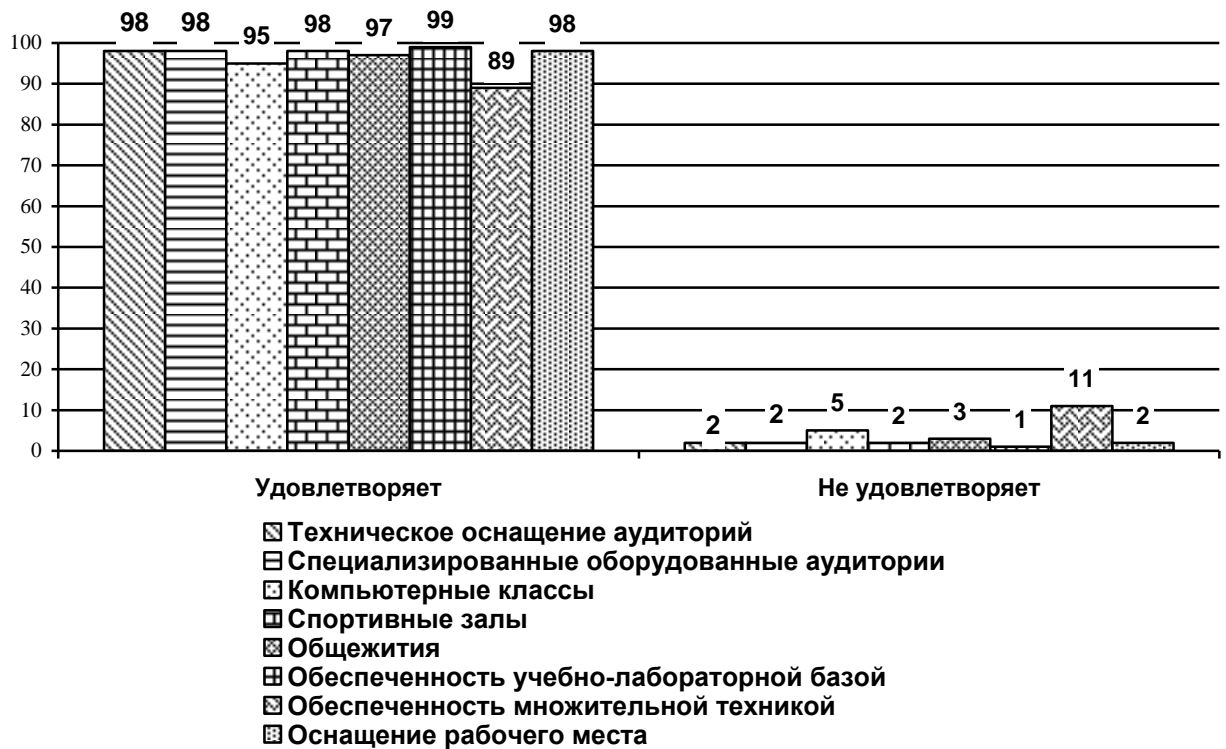 98 98 95 98 97 99 89 98
100
90
80
70
60
50
40
30
20
10
0
2 2 5 2 3 1 11 2
Удовлетворяет Не удовлетворяет
Техническое оснащение аудиторий
Специализированные оборудованные аудитории
Компьютерные классы
Спортивные залы
Общежития
Обеспеченность учебно-лабораторной базой
Обеспеченность множительной техникой
Оснащение рабочего места